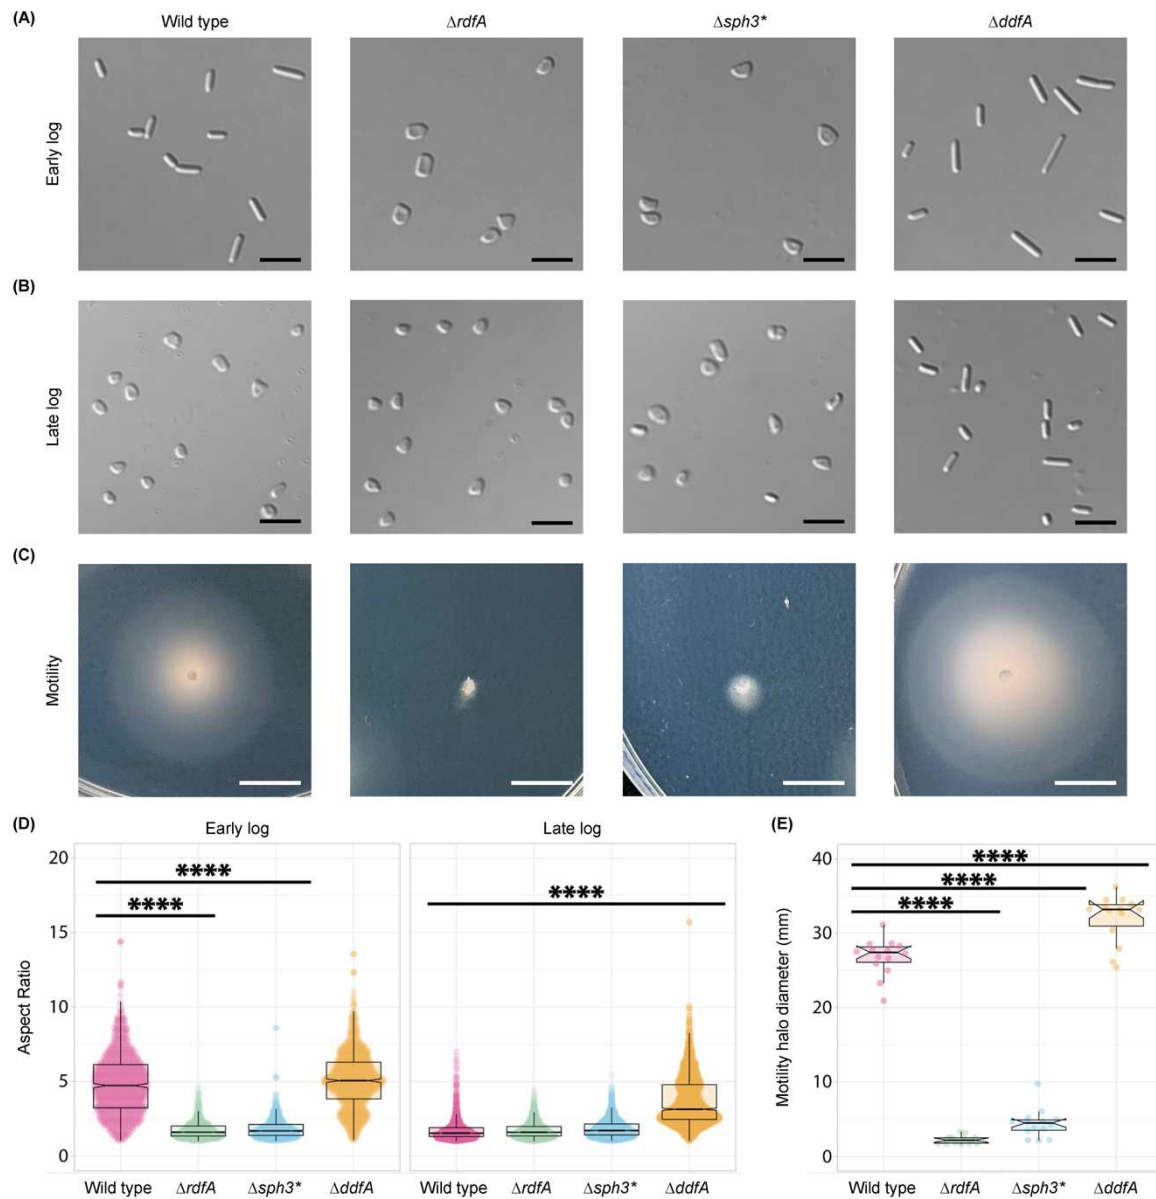 (A)
Wild type
ΔrdfA
Δsph3*
ΔddfA
Early log
(B)
Late log
(C)
Motility
(D)
Early log
Late log
(E)
****
****
****
****
****
****
Aspect Ratio
20
15
10
5
0
Wild type
ΔrdfA
Δsph3*
ΔddfA
Wild type
ΔrdfA
Δsph3*
ΔddfA
Motility halo diameter (mm)
40
30
20
10
0
Wild type
ΔrdfA
Δsph3*
ΔddfA